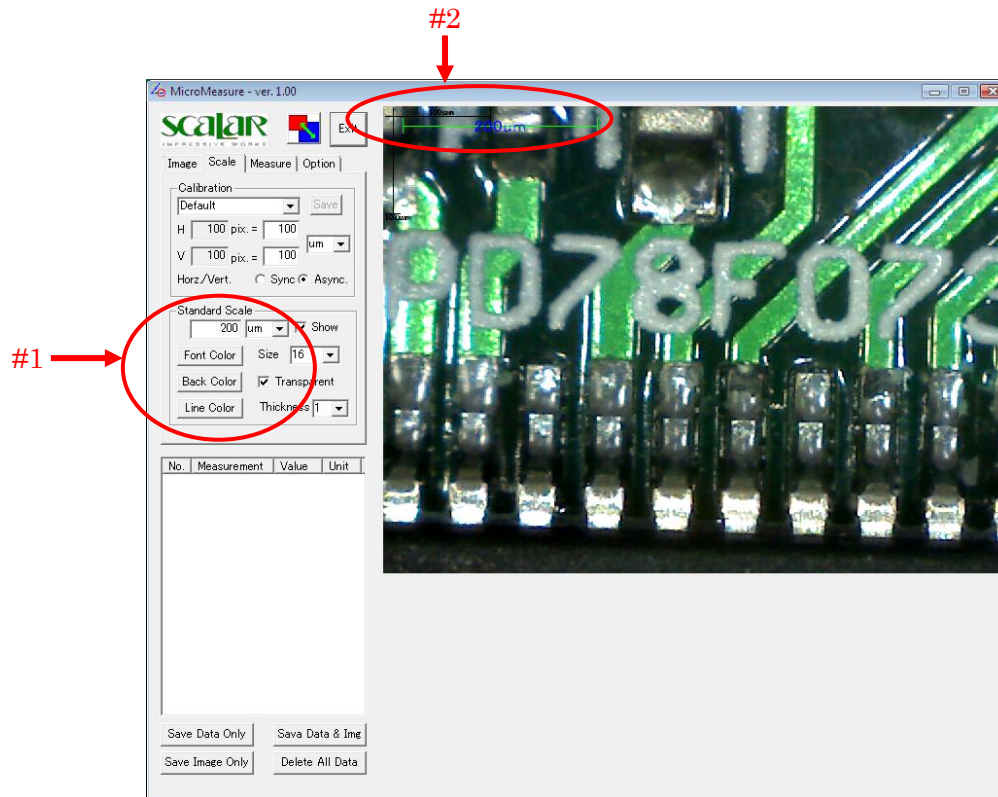 #2
MicroMeasure - ver. 1.00
scalar
IMPRESSIVE WORKS
Exit
100um
200um
Image Scale Measure Option
Calibration
Default Save
H 100 pix. = 100
um
V 100 pix. = 100
100um
Horz./Vert. Sync Async.
PD78F073
Standard Scale
200 um Show
#1
Font Color Size 16
Back Color Transparent
Line Color Thickness 1
No. Measurement Value Unit
Save Data Only Sava Data & Img
Save Image Only Delete All Data